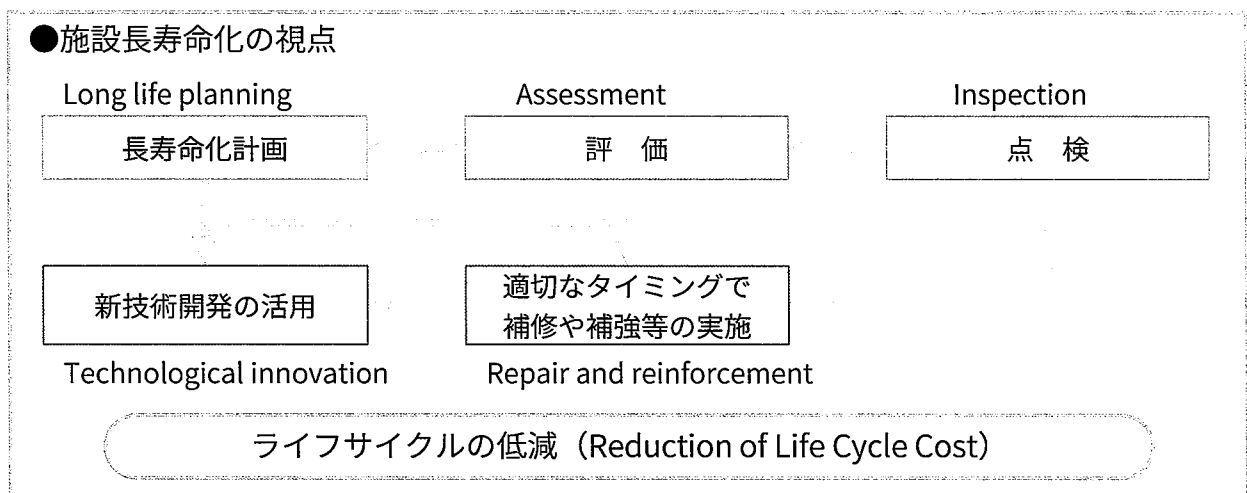 ●施設長寿命化の視点
Long life planning
Assessment
Inspection
長寿命化計画
評　価
点　検
新技術開発の活用
適切なタイミングで
補修や補強等の実施
Technological innovation
Repair and reinforcement
ライフサイクルの低減（Reduction of Life Cycle Cost）